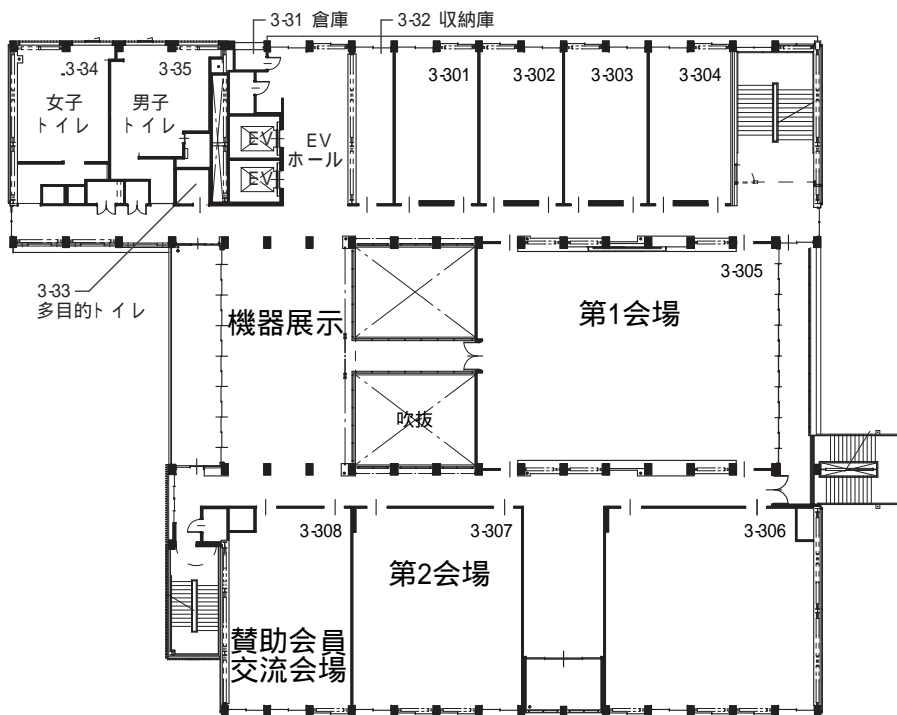 3-31 倉庫
3-32 収納庫
3-34
女子
トイレ
3-35
男子
トイレ
EV
EV
EV
ホール
3-301
3-302
3-303
3-304
3-33
多目的トイレ
機器展示
吹抜
3-305
第1会場
3-308
賛助会員
交流会場
3-307
第2会場
3-306